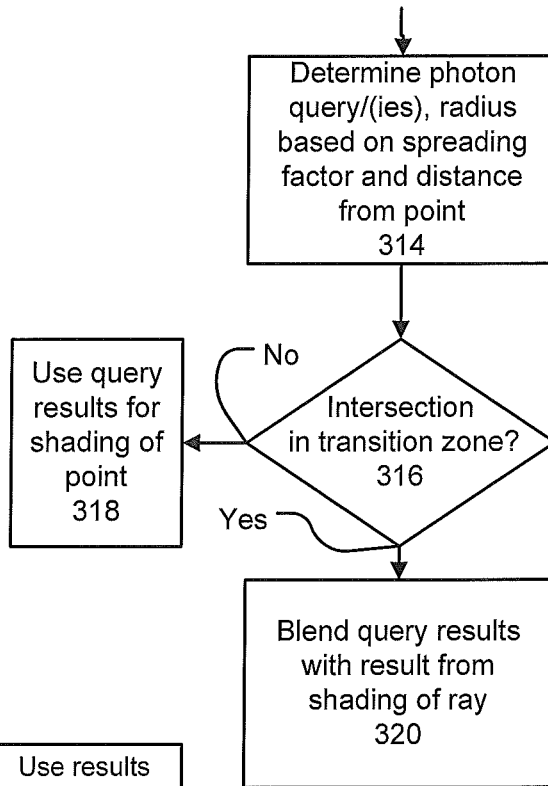 Determine photon
query/(ies), radius
based on spreading
factor and distance
from point
314
No
Use query
results for
shading of
point
318
Intersection
in transition zone?
316
Yes
Blend query results
with result from
shading of ray
320
Use results